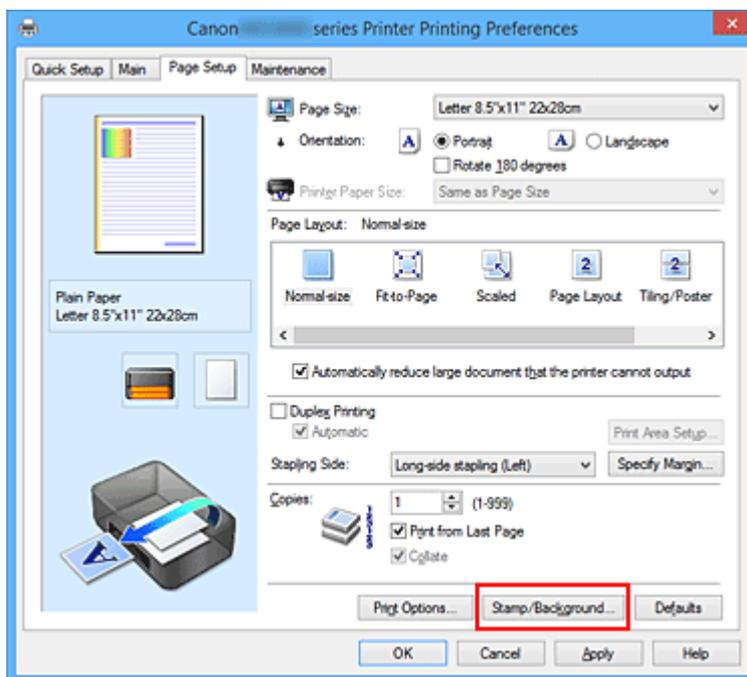 Canon series Printer Printing Preferences
Quick Setup Main Page Setup Maintenance
Page Size: Letter 8.5"x11" 22x28cm
Orientation: A Portrait A Landscape
Rotate 180 degrees
Printer Paper Size: Same as Page Size
Page Layout: Normal-size
2 2
Normal-size Fit-to-Page Scaled Page Layout Tiling/Poster
Plain Paper
Letter 8.5"x11" 22x28cm
Automatically reduce large document that the printer cannot output
Duplex Printing
Automatic
Print Area Setup...
Stapling Side: Long-side stapling (Left) Specify Margin...
Copies: 1 (1-999)
Print from Last Page
Collate
A
Print Options... Stamp/Background... Defaults
OK Cancel Apply Help